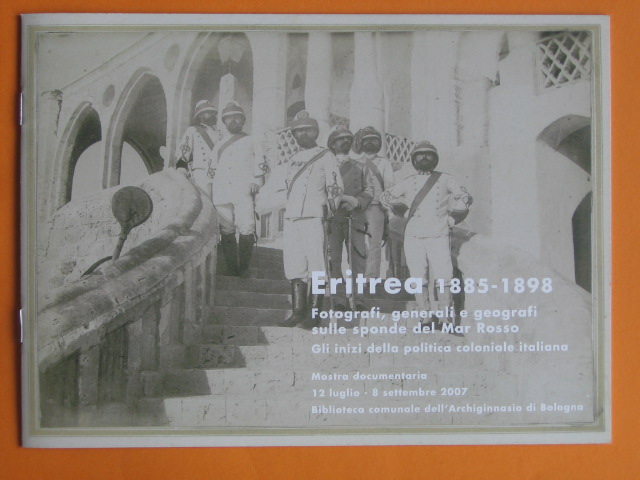 Eritrea 1885-1898
Fotografi, generali e geografi
sulle sponde del Mar Rosso
Gli inizi della politica coloniale italiana
Mostra documentaria
12 luglio - 8 settembre 2007
Biblioteca comunale dell'Archiginnasio di Bologna